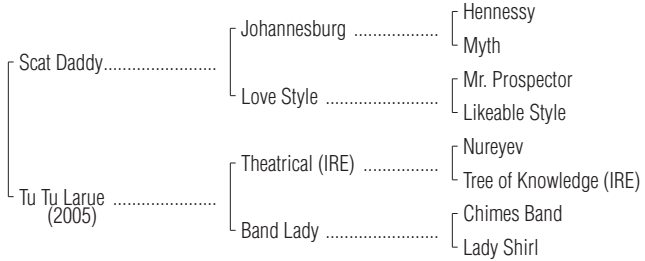 Hennessy
Johannesburg ..................
Myth
Scat Daddy........................
Mr. Prospector
Love Style ........................
Likeable Style
Nureyev
Theatrical (IRE) ................
Tree of Knowledge (IRE)
Tu Tu Larue ......................
(2005)
Chimes Band
Band Lady ........................
Lady Shirl